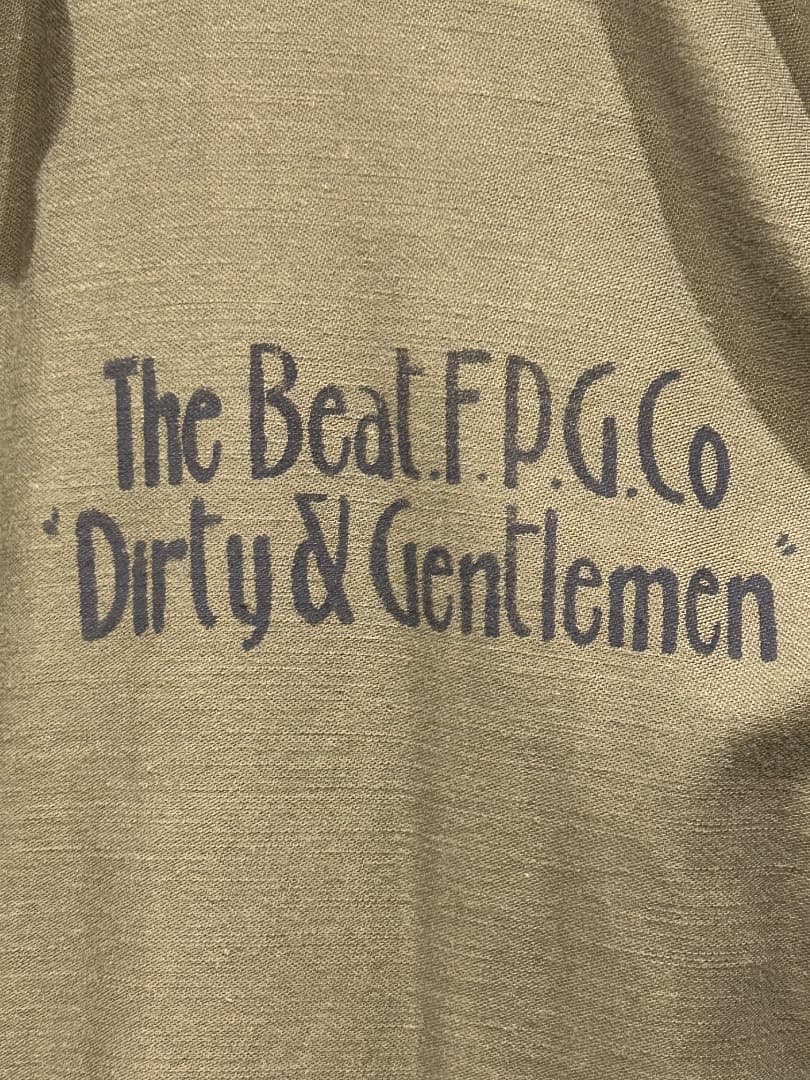 The Beat.F.P.G.Co
"Dirty & Gentlemen"